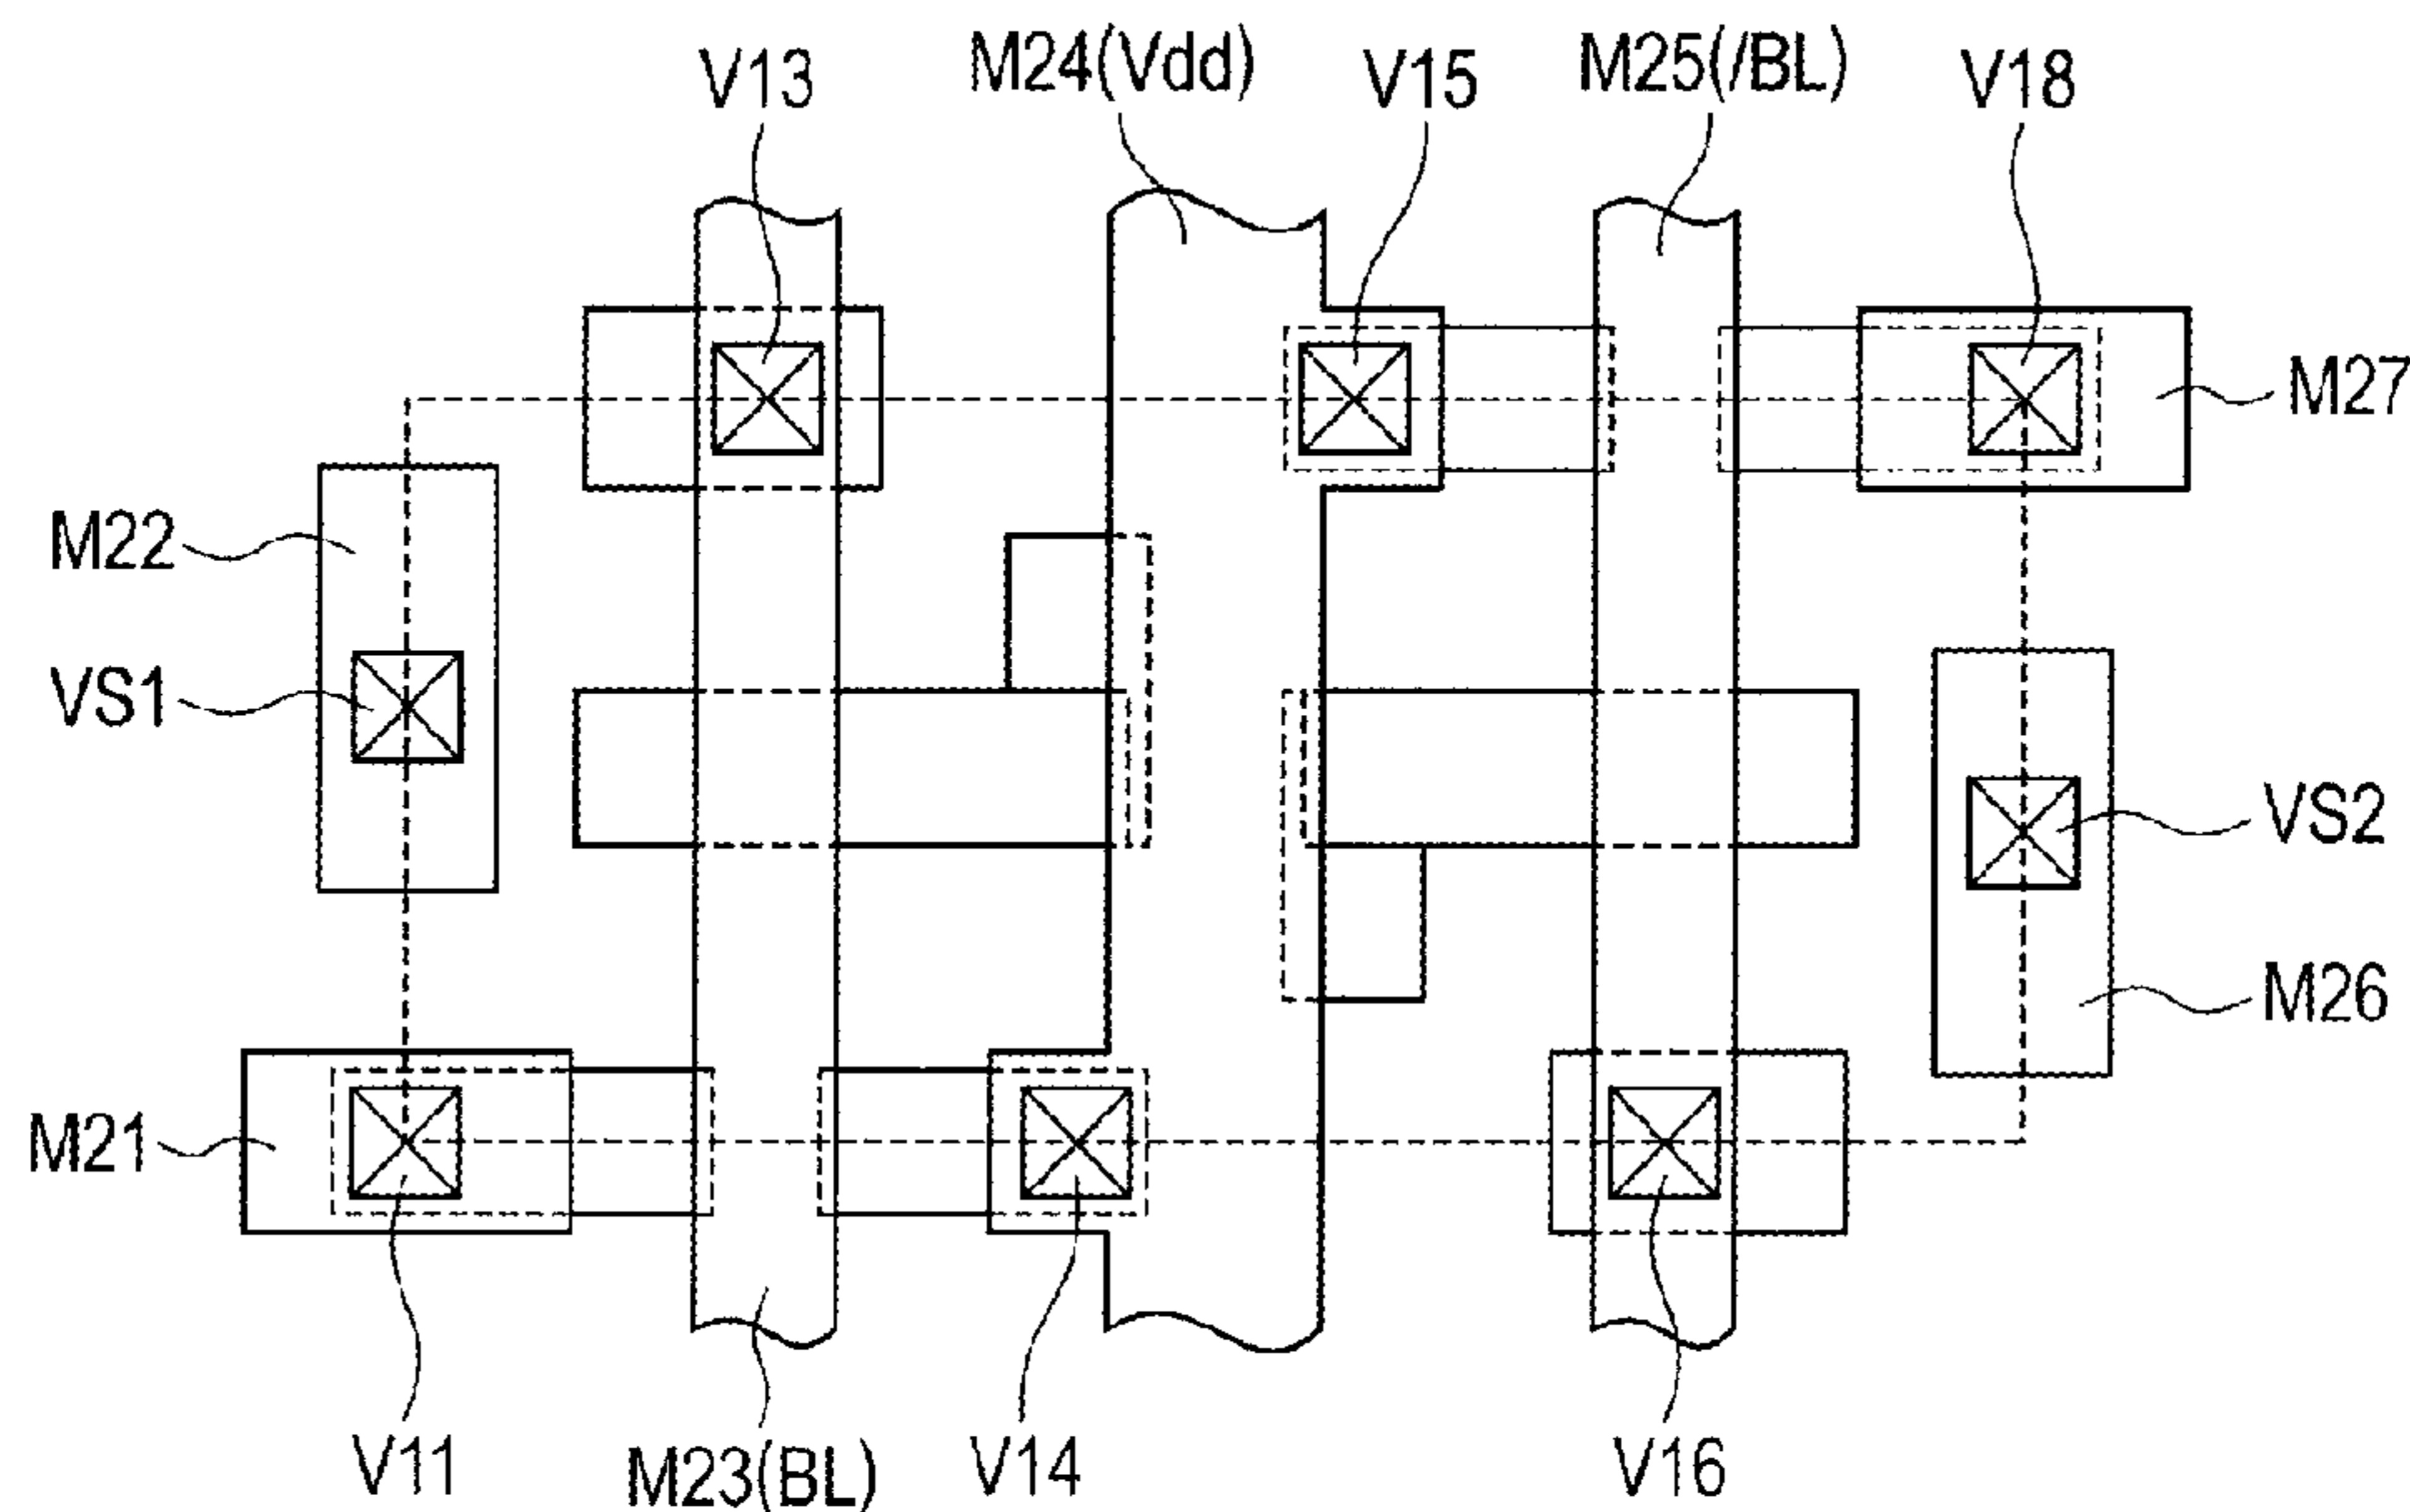 V13
M24(Vdd)
V15
M25(/BL)
V18
M27
M22
VS1
VS2
M26
M21
V11
M23(BL)
V14
V16